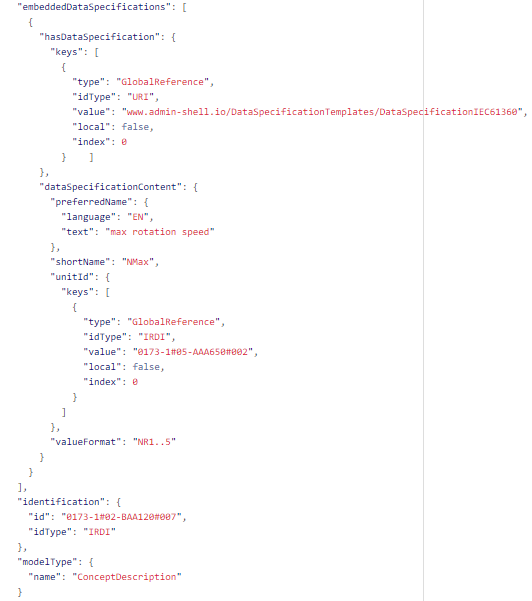 "embeddedDataSpecifications": [
{
"hasDataSpecification": {
"keys": [
{
"type": "GlobalReference",
"idType": "URI",
"value": "www.admin-shell.io/DataSpecificationTemplates/DataSpecificationIEC61360",
"local": false,
"index": 0
} ]
},
"dataSpecificationContent": {
"preferredName": {
"language": "EN",
"text": "max rotation speed"
},
"shortName": "NMax",
"unitId": {
"keys": [
{
"type": "GlobalReference",
"idType": "IRDI",
"value": "0173-1#05-AAA650#002",
"local": false,
"index": 0
}
]
},
"valueFormat": "NR1..5"
}
}
],
"identification": {
"id": "0173-1#02-BAA120#007",
"idType": "IRDI"
},
"modelType": {
"name": "ConceptDescription"
}